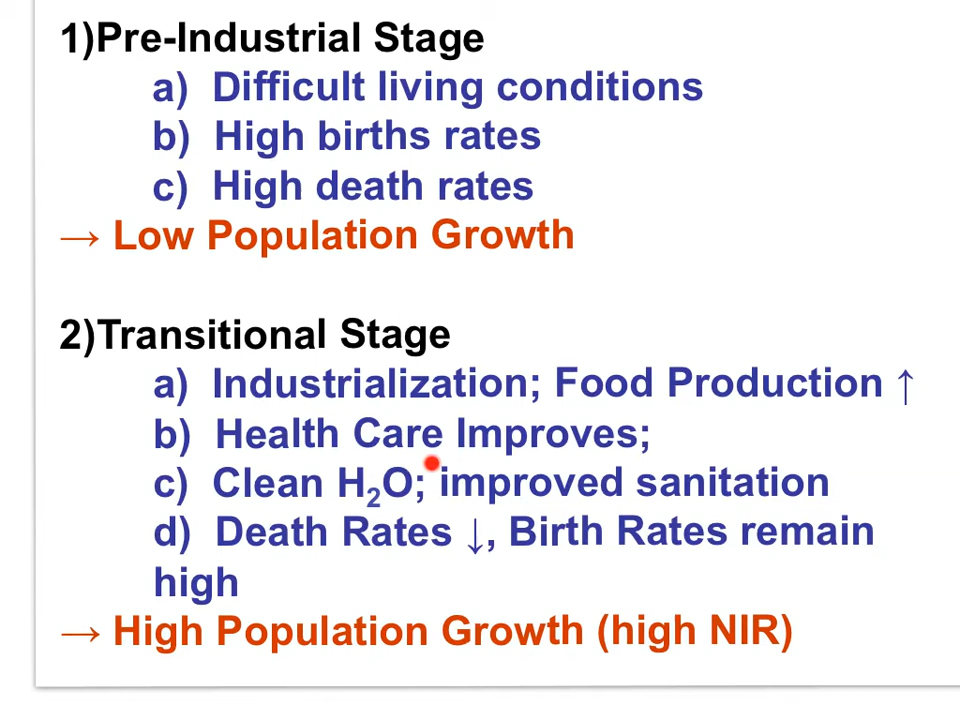 1)Pre-Industrial Stage
a) Difficult living conditions
b) High births rates
c) High death rates
→ Low Population Growth
2)Transitional Stage
a) Industrialization; Food Production ↑
b) Health Care Improves;
c) Clean H₂O; improved sanitation
d) Death Rates ↓, Birth Rates remain
high
→ High Population Growth (high NIR)